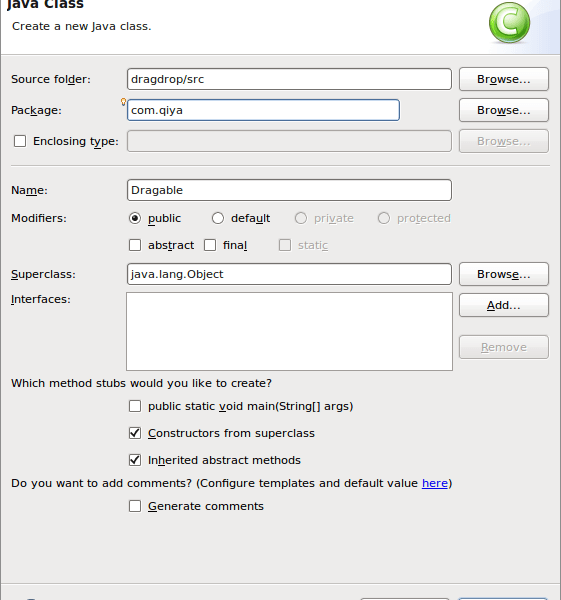 Java Class
Create a new Java class.
Source folder: dragdrop/src Browse...
Package: com.qiya Browse...
Enclosing type: Browse...
Name: Dragable
Modifiers: public default private protected
abstract final static
Superclass: java.lang.Object Browse...
Interfaces: Add...
Remove
Which method stubs would you like to create?
public static void main(String[] args)
Constructors from superclass
Inherited abstract methods
Do you want to add comments? (Configure templates and default value here)
Generate comments